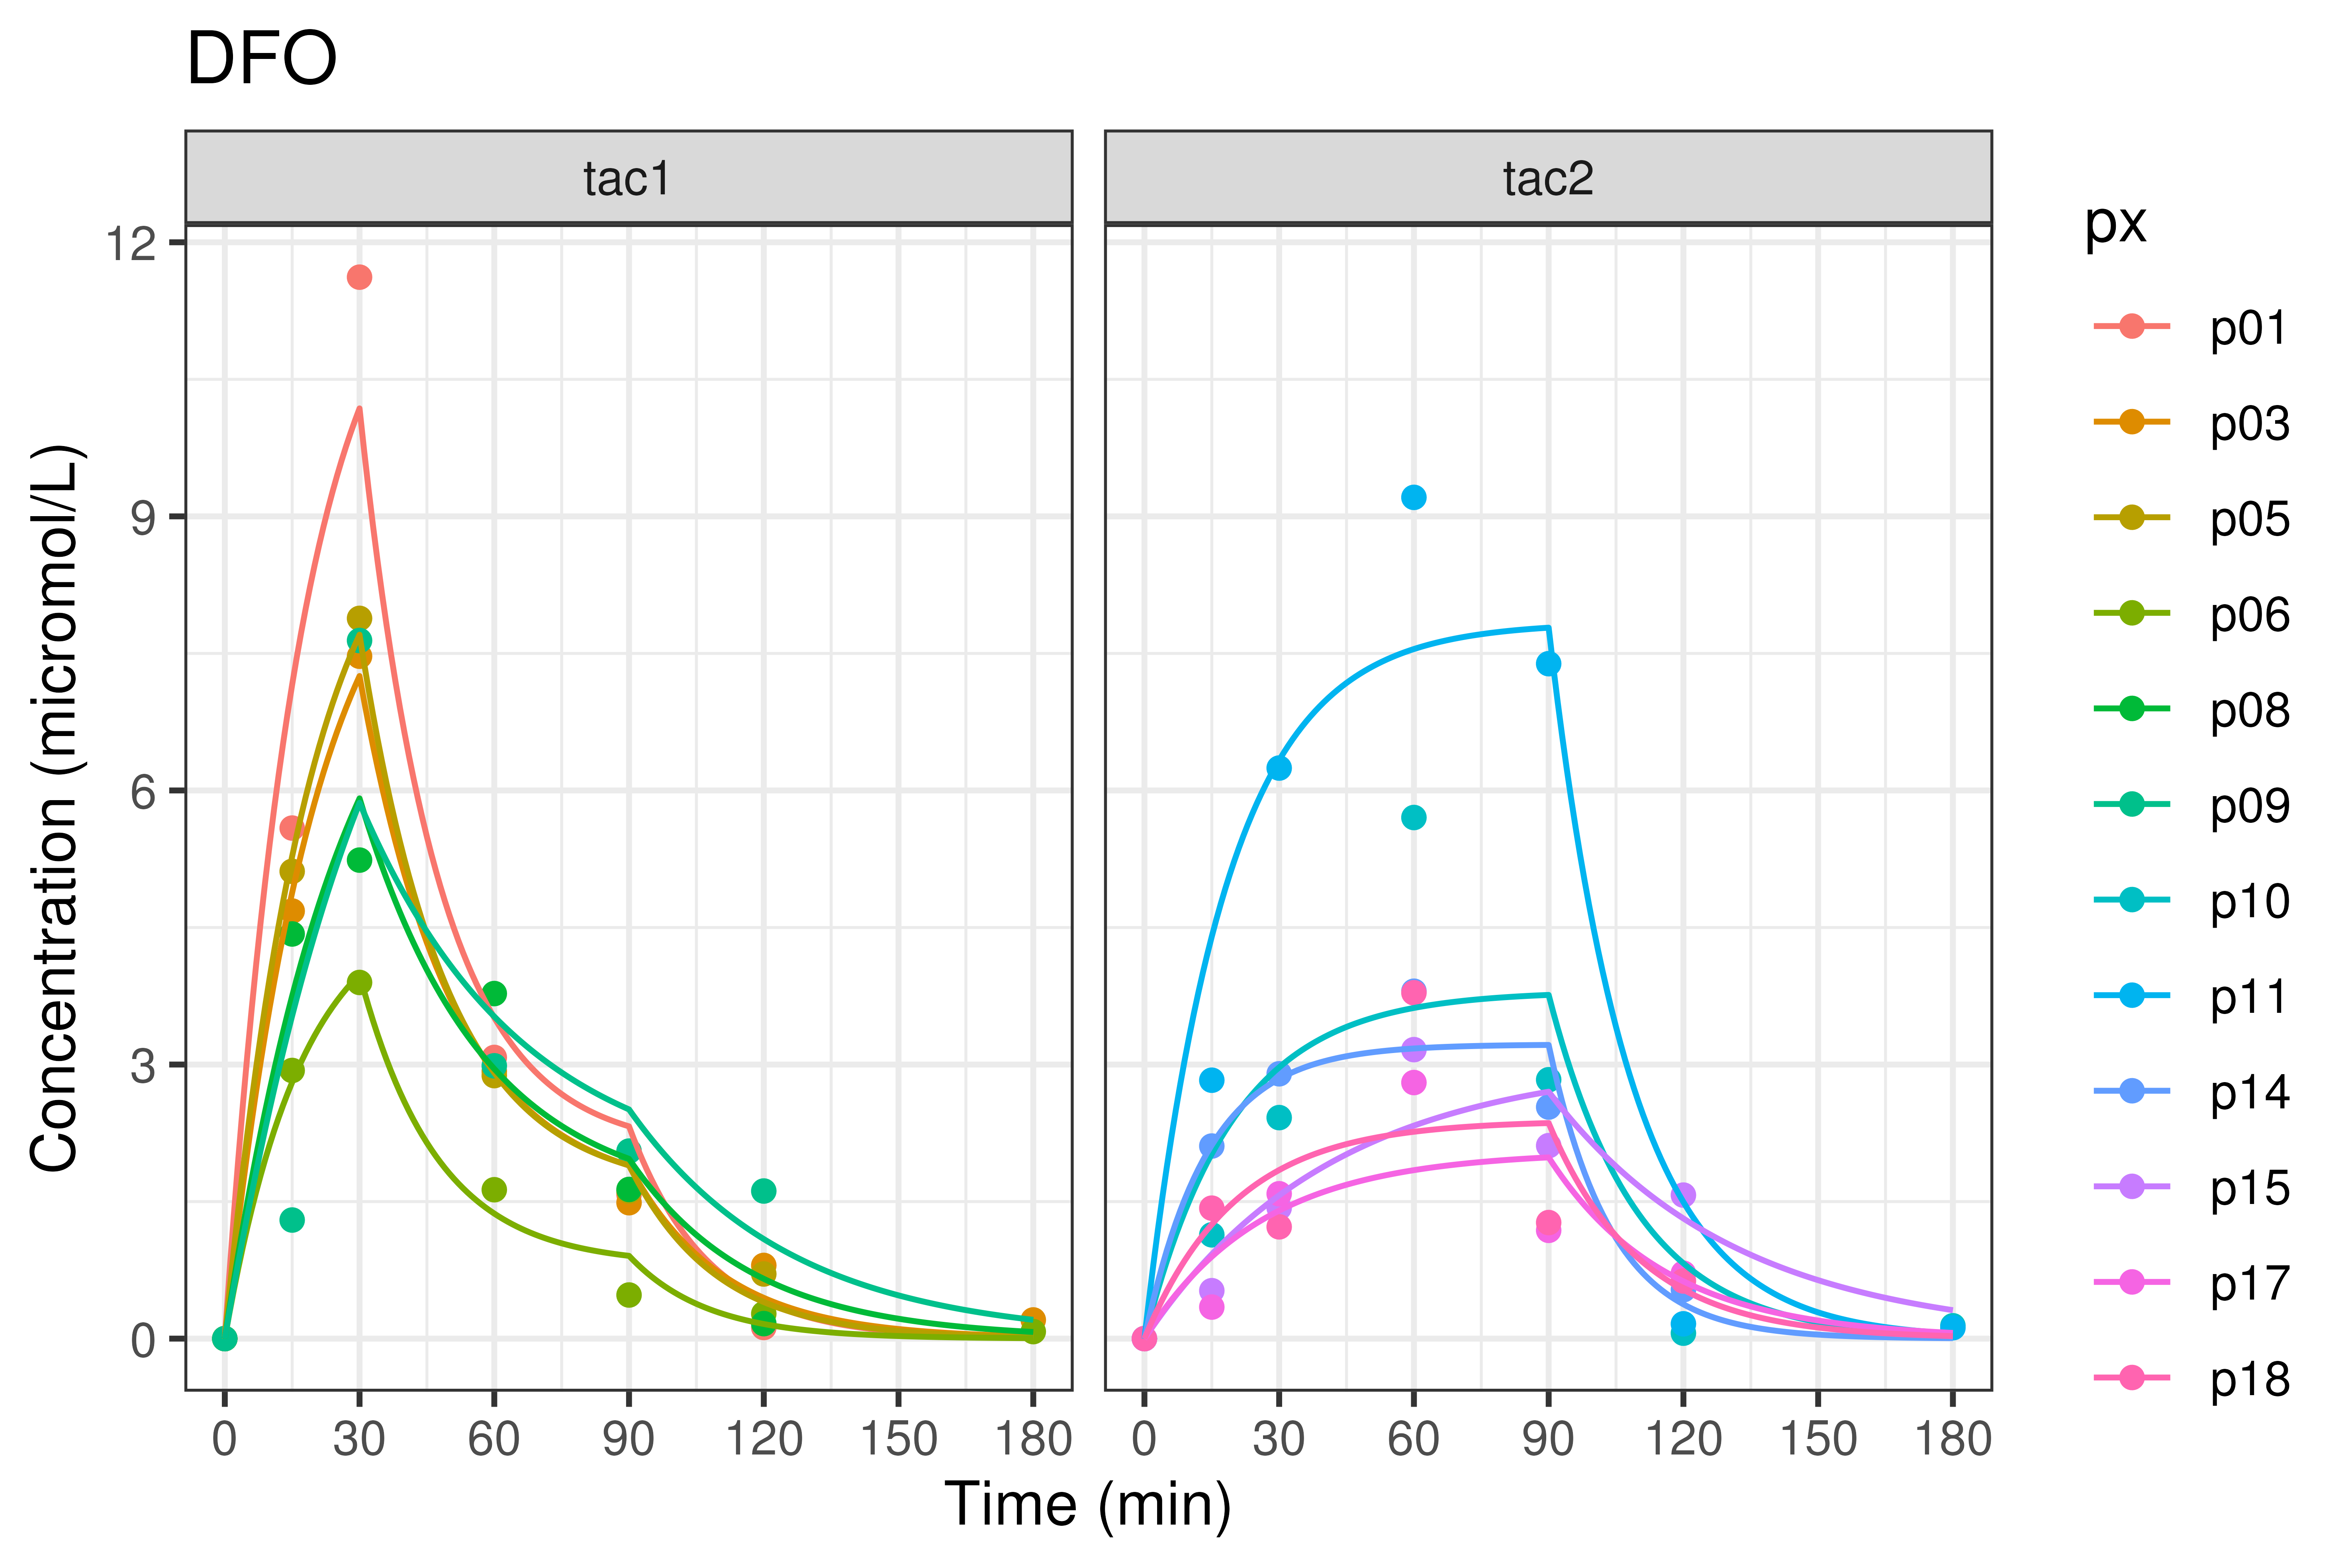 DFO
tac1
tac2
12
9
6
3
0
0 30 60 90 120 150 180
0 30 60 90 120 150 180
Time (min)
Concentration (micromol/L)
px
p01
p03
p05
p06
p08
p09
p10
p11
p14
p15
p17
p18